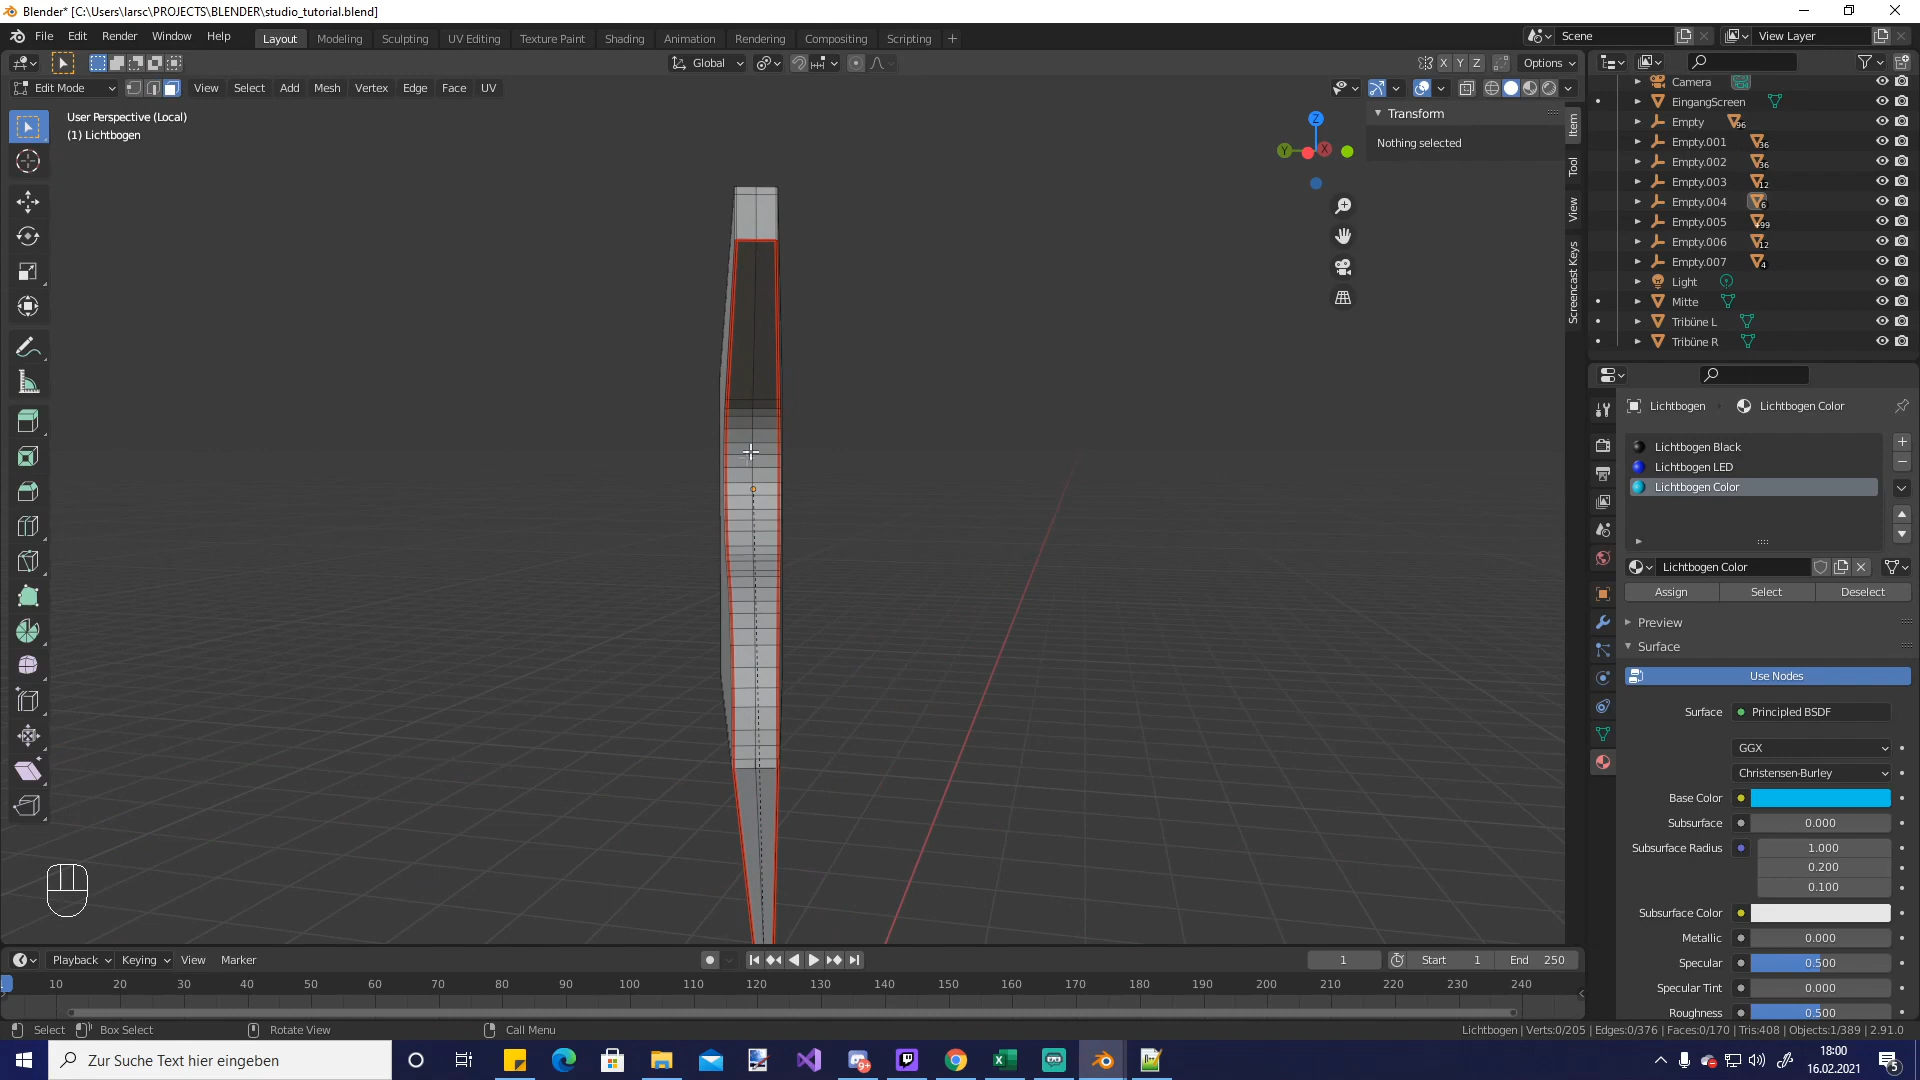 Blender* [C:\Users\larsc\PROJECTS\BLENDER\studio_tutorial.blend]
File Edit Render Window Help
Layout Modeling Sculpting UV Editing Texture Paint Shading Animation Rendering Compositing Scripting +
Scene
View Layer
Global
X Y Z
Options
Edit Mode
View Select Add Mesh Vertex Edge Face UV
User Perspective (Local)
(1) Lichtbogen
Z
Y
X
Transform
Nothing selected
Item
Tool
View
Screencast Keys
Camera
EingangScreen
Empty 96
Empty.001 36
Empty.002 36
Empty.003 12
Empty.004 6
Empty.005 +99
Empty.006 12
Empty.007 4
Light
Mitte
Tribüne L
Tribüne R
Lichtbogen Lichtbogen Color
Lichtbogen Black
Lichtbogen LED
Lichtbogen Color
Lichtbogen Color
Assign Select Deselect
Preview
Surface
Use Nodes
Surface Principled BSDF
GGX
Christensen-Burley
Base Color
Subsurface 0.000
Subsurface Radius 1.000
0.200
0.100
Subsurface Color
Metallic 0.000
Specular 0.500
Specular Tint 0.000
Roughness 0.500
Playback Keying View Marker
1 Start 1 End 250
10 20 30 40 50 60 70 80 90 100 110 120 130 140 150 160 170 180 190 200 210 220 230 240
Select Box Select Rotate View Call Menu
Lichtbogen | Verts:0/205 | Edges:0/376 | Faces:0/170 | Tris:408 | Objects:1/389 | 2.91.0
Zur Suche Text hier eingeben
9+
18:00
16.02.2021
5